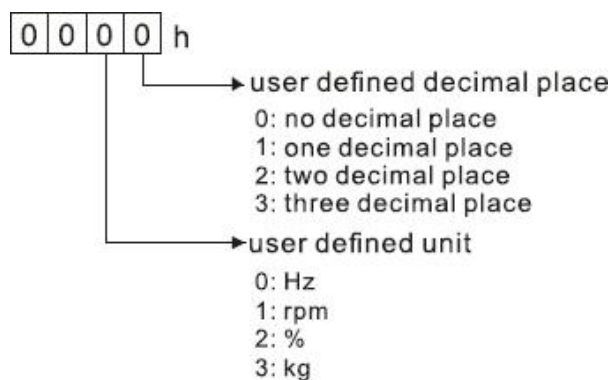 0 0 0 0 h
user defined decimal place
0: no decimal place
1: one decimal place
2: two decimal place
3: three decimal place
user defined unit
0: Hz
1: rpm
2: %
3: kg